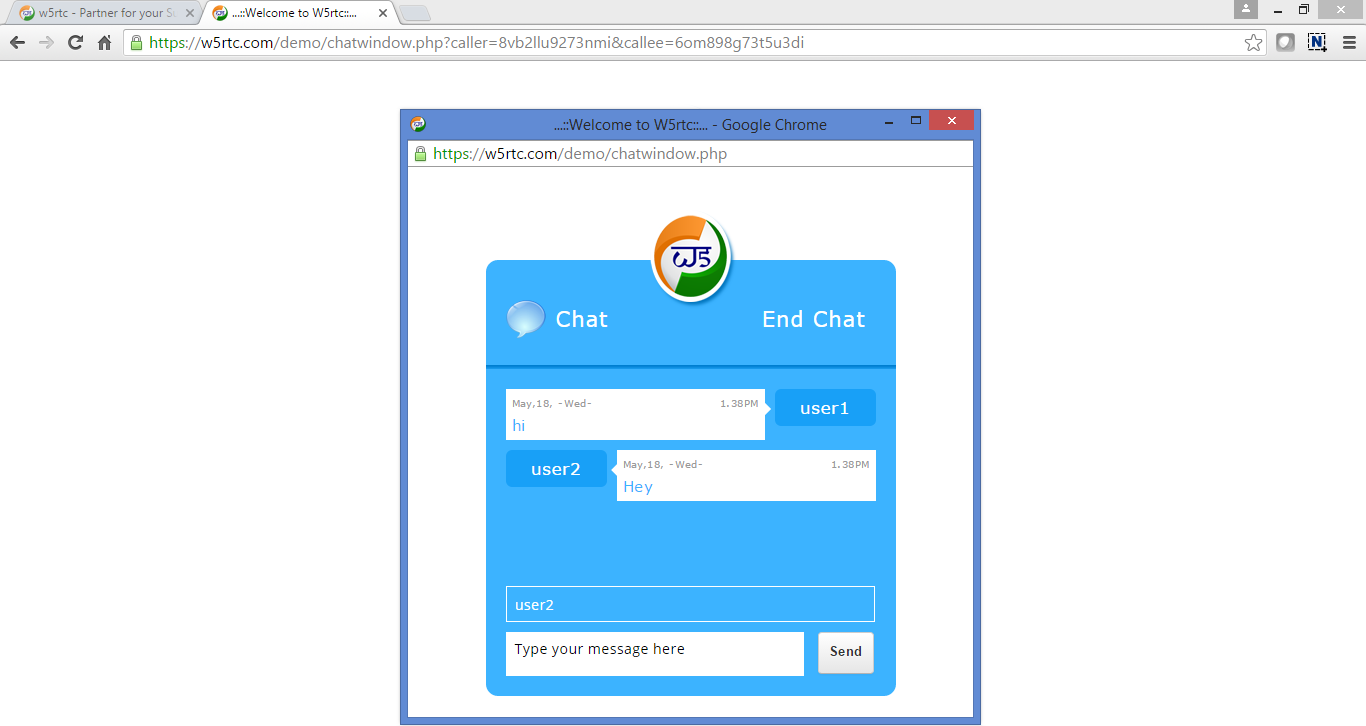 w5rtc - Partner for your S
...::Welcome to W5rtc::...
https://w5rtc.com/demo/chatwindow.php?caller=8vb2llu9273nmi&callee=6om898g73t5u3di
N
...::Welcome to W5rtc::... - Google Chrome
https://w5rtc.com/demo/chatwindow.php
W5
Chat
End Chat
May,18, -Wed- 1.38PM
hi
user1
user2
May,18, -Wed- 1.38PM
Hey
user2
Type your message here
Send